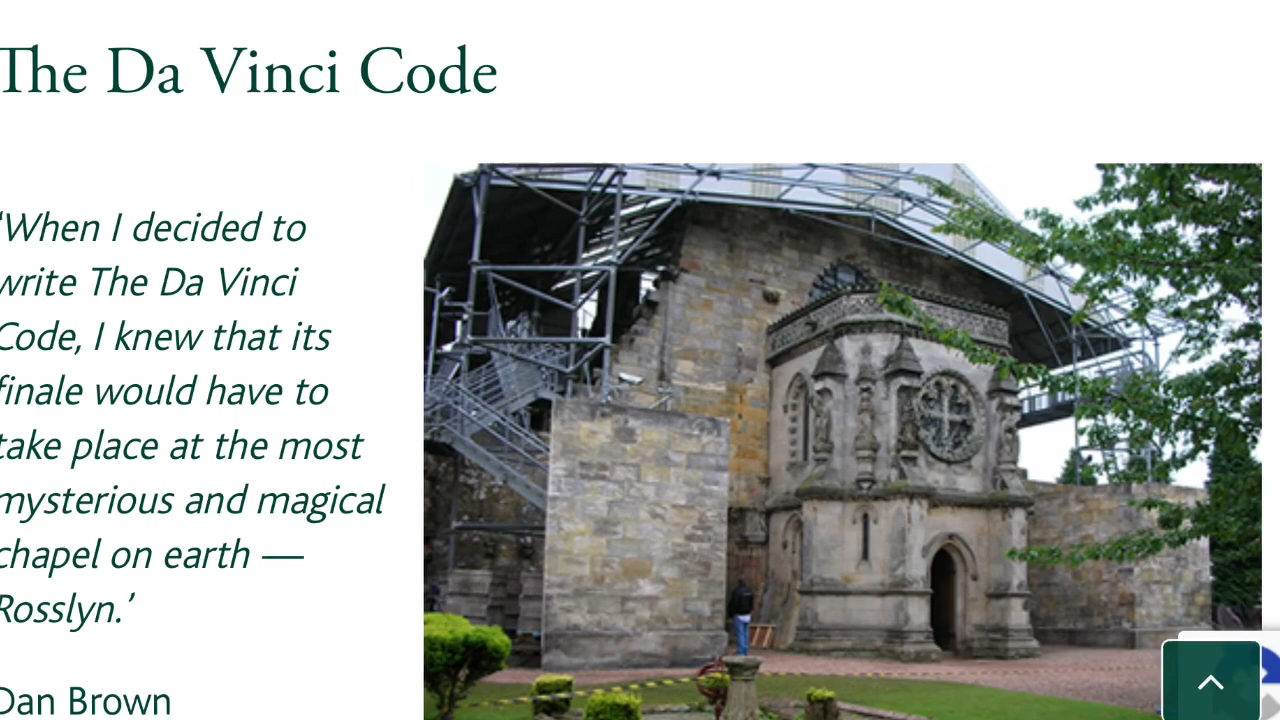 The Da Vinci Code
'When I decided to
write The Da Vinci
Code, I knew that its
finale would have to
take place at the most
mysterious and magical
chapel on earth —
Rosslyn.'
Dan Brown